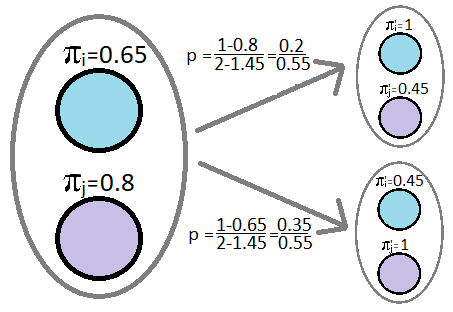 πᵢ=0.65
πⱼ=0.8
p = 1-0.8/2-1.45 = 0.2/0.55
p = 1-0.65/2-1.45 = 0.35/0.55
πᵢ'=1
πⱼ'=0.45
πᵢ'=0.45
πⱼ'=1